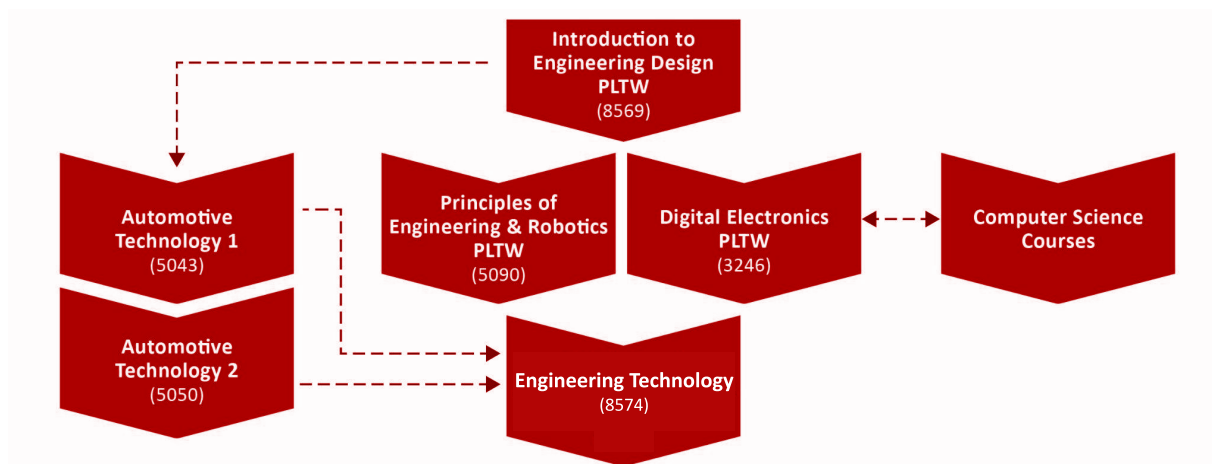 Introduction to
Engineering Design
PLTW
(8569)
Automotive
Technology 1
(5043)
Principles of
Engineering & Robotics
PLTW
(5090)
Digital Electronics
PLTW
(3246)
Computer Science
Courses
Automotive
Technology 2
(5050)
Engineering Technology
(8574)